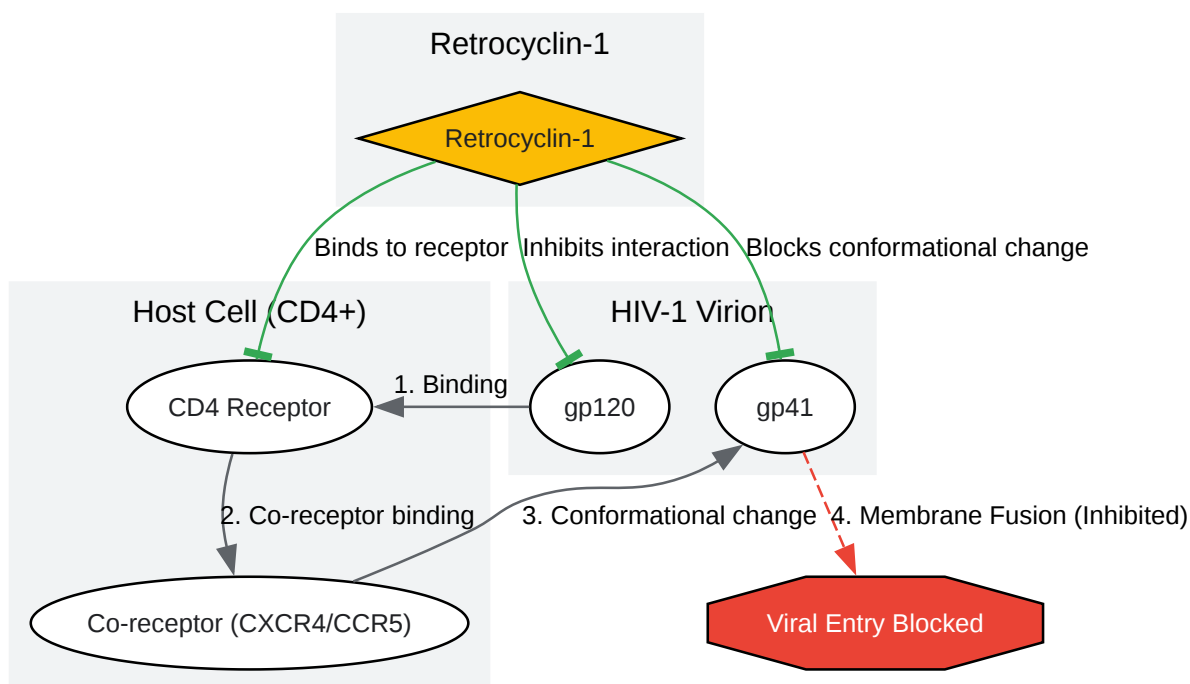 Retrocyclin-1
Retrocyclin-1
Binds to receptor
Inhibits interaction
Blocks conformational change
Host Cell (CD4+)
HIV-1 Virion
1. Binding
CD4 Receptor
gp120
gp41
2. Co-receptor binding
3. Conformational change
4. Membrane Fusion (Inhibited)
Co-receptor (CXCR4/CCR5)
Viral Entry Blocked